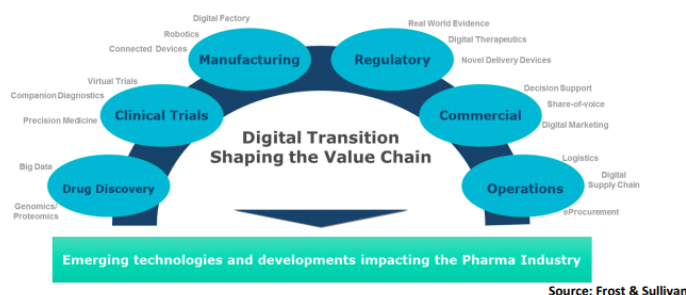 Digital Factory
Robotics
Connected Devices
Manufacturing
Real World Evidence
Digital Therapeutics
Novel Delivery Devices
Regulatory
Virtual Trials
Companion Diagnostics
Precision Medicine
Clinical Trials
Decision Support
Share-of-voice
Digital Marketing
Commercial
Digital Transition
Shaping the Value Chain
Big Data
Genomics/
Proteomics
Drug Discovery
Logistics
Digital
Supply Chain
eProcurement
Operations
Emerging technologies and developments impacting the Pharma Industry
Source: Frost & Sullivan